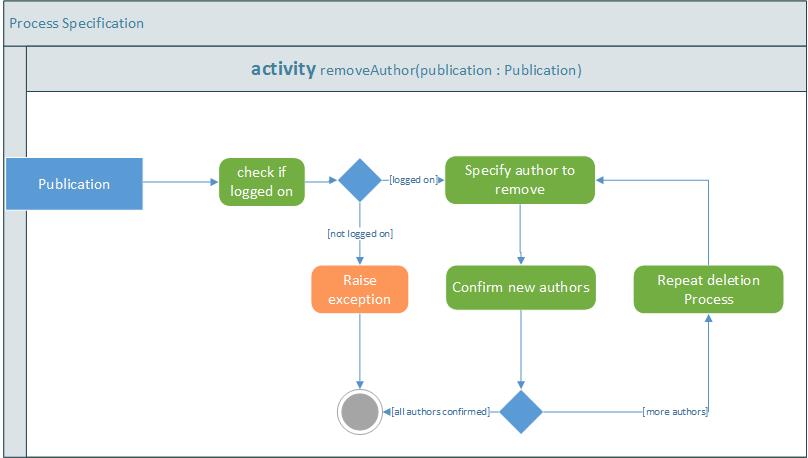 Process Specification
activity removeAuthor(publication : Publication)
Publication
check if
logged on
[logged on]
Specify author to
remove
[not logged on]
Raise
exception
Confirm new authors
Repeat deletion
Process
[all authors confirmed]
[more authors]